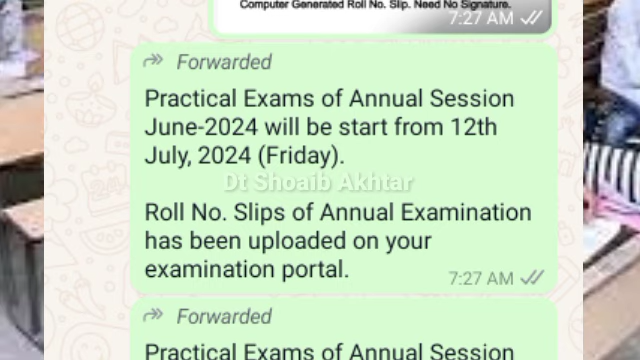 Computer Generated Roll No. Slip. Need No Signature.
7:27 AM
Forwarded
Practical Exams of Annual Session
June-2024 will be start from 12th
July, 2024 (Friday).
Dt Shoaib Akhtar
Roll No. Slips of Annual Examination
has been uploaded on your
examination portal.
7:27 AM
Forwarded
Practical Exams of Annual Session